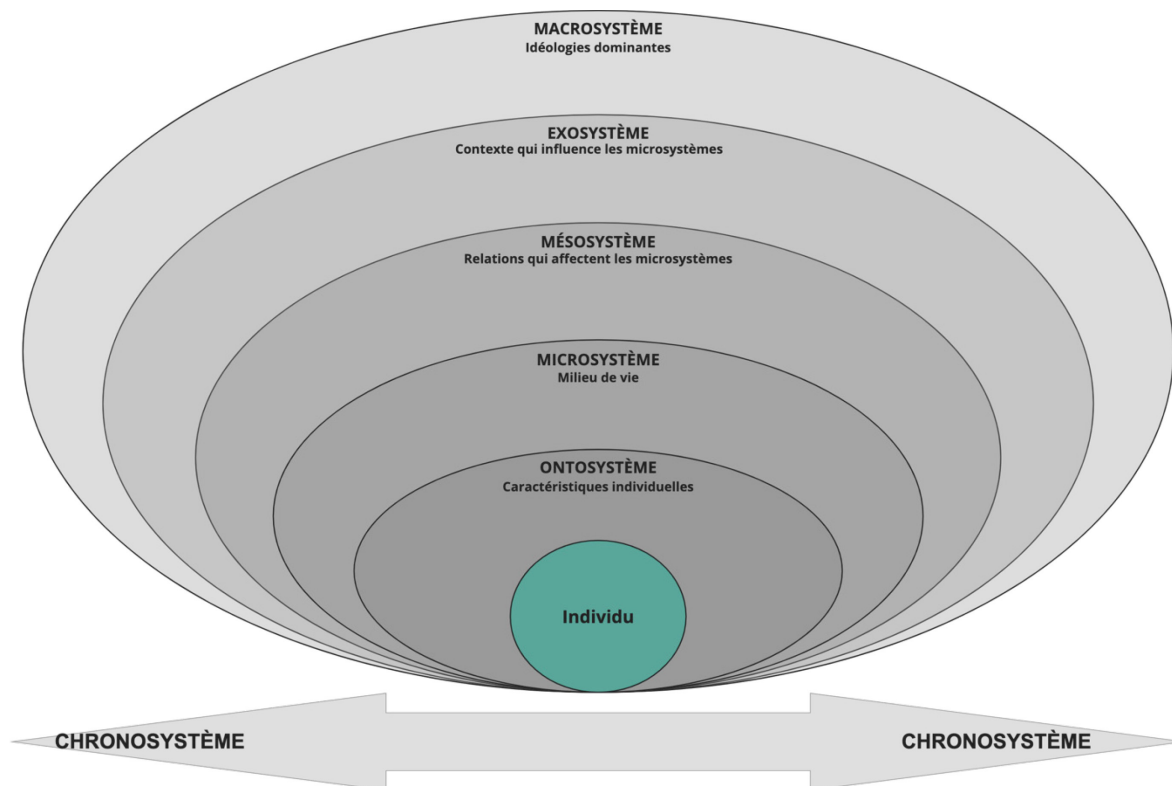 MACROSYSTÈME
Idéologies dominantes
EXOSYSTÈME
Contexte qui influence les microsystèmes
MÉSOSYSTÈME
Relations qui affectent les microsystèmes
MICROSYSTÈME
Milieu de vie
ONTOSYSTÈME
Caractéristiques individuelles
Individu
CHRONOSYSTÈME
CHRONOSYSTÈME